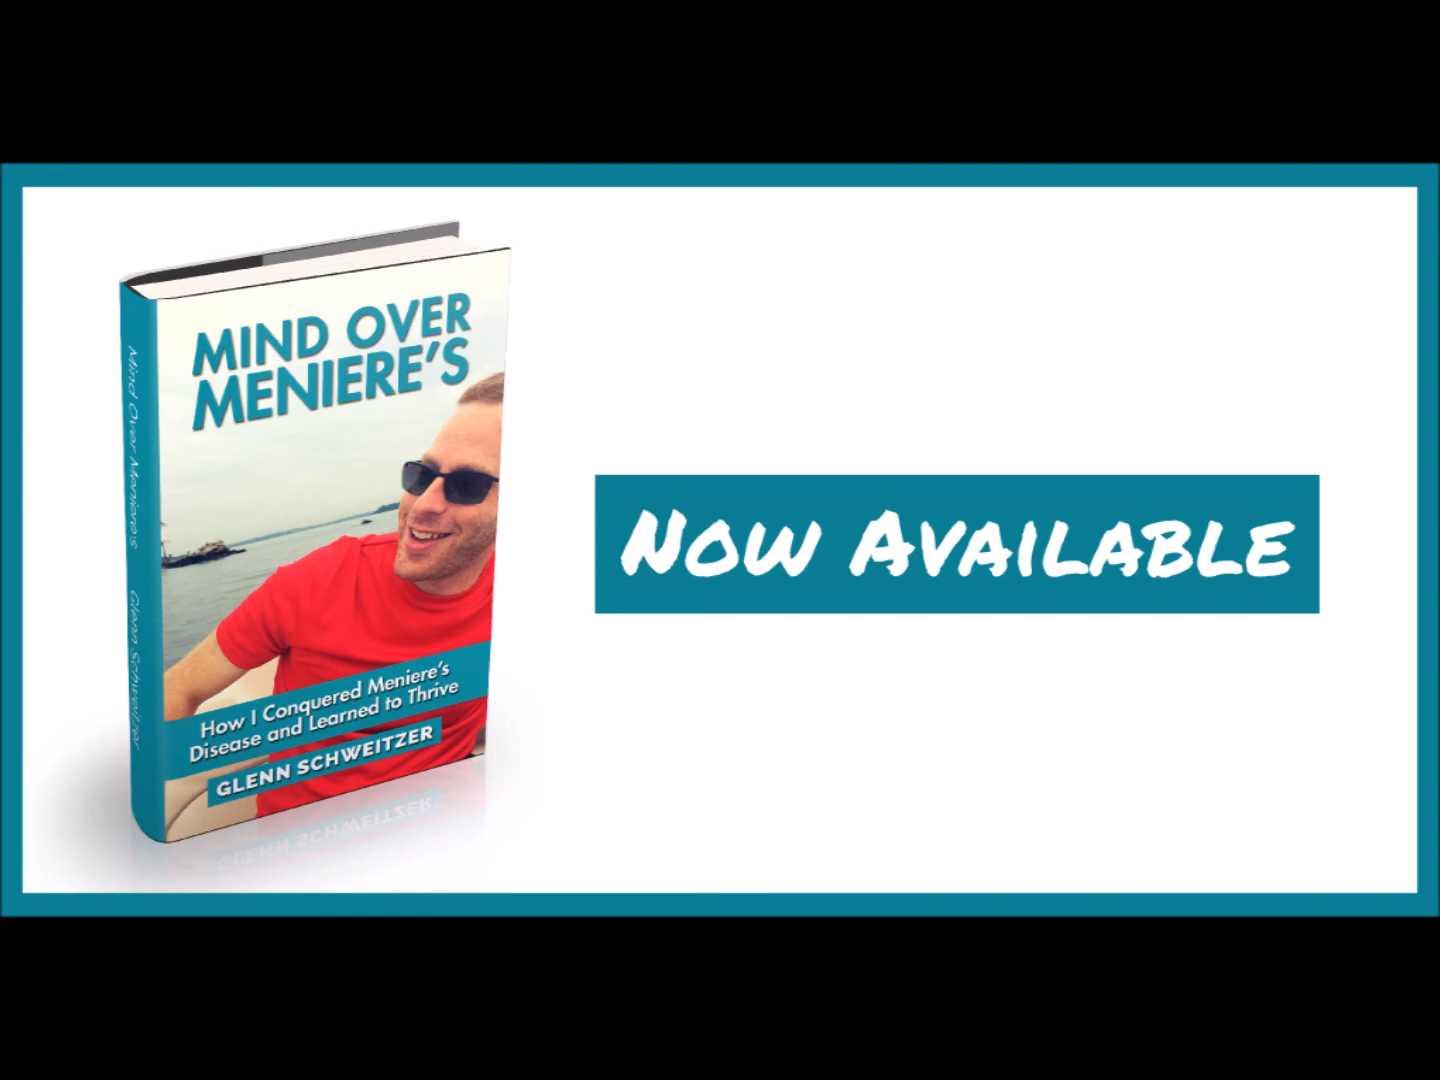 MIND OVER
MENIERE'S
Mind Over Meniere's Glenn Schweitzer
How I Conquered Meniere's
Disease and Learned to Thrive
GLENN SCHWEITZER
Now Available